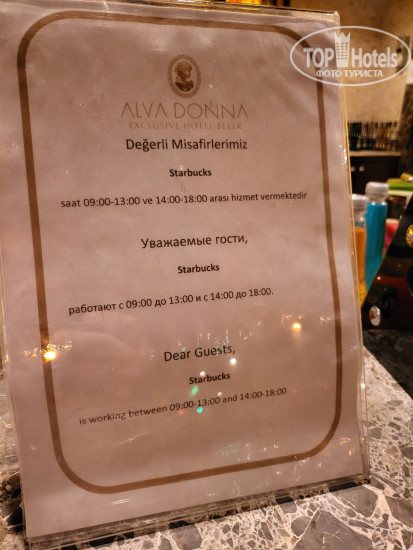 TOP Hotels
ФОТО ТУРИСТА
ALVA DONNA
EXCLUSIVE HOTEL BELEK
Değerli Misafirlerimiz
Starbucks
saat 09:00-13:00 ve 14:00-18:00 arası hizmet vermektedir
Уважаемые гости,
Starbucks
работают с 09:00 до 13:00 и с 14:00 до 18:00.
Dear Guests,
Starbucks
is working between 09:00-13:00 and 14:00-18:00